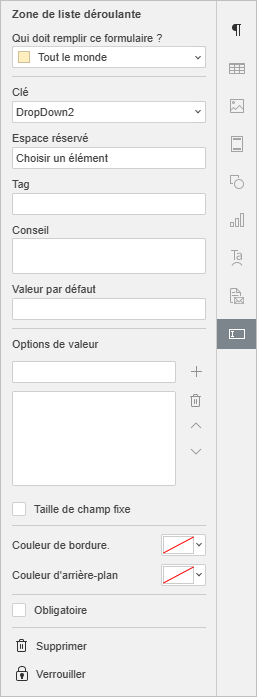 Zone de liste déroulante
Qui doit remplir ce formulaire ?
Tout le monde
Clé
DropDown2
Espace réservé
Choisir un élément
Tag
Conseil
Valeur par défaut
Options de valeur
Taille de champ fixe
Couleur de bordure.
Couleur d'arrière-plan
Obligatoire
Supprimer
Verrouiller
Ta